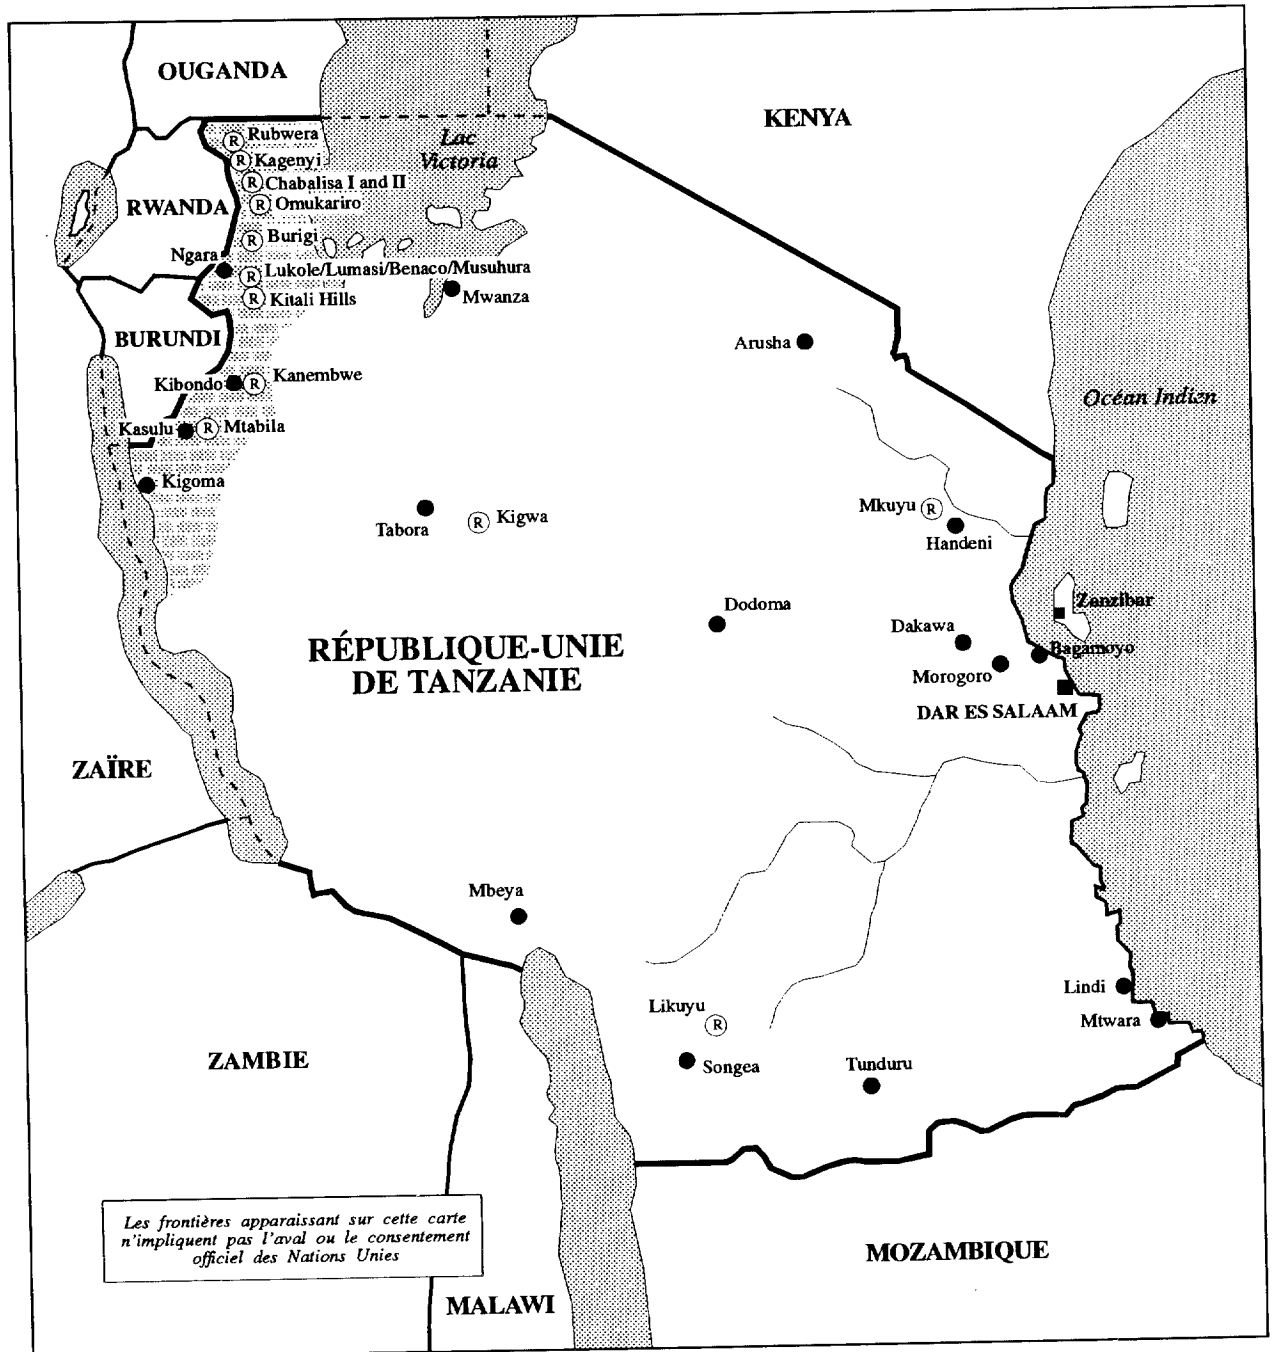 OUGANDA
KENYA
Lac
Victoria
R Rubwera
R Kagenyi
R Chabalisa I and II
RWANDA
R Omukariro
R Burigi
Ngara
R Lukole/Lumasi/Benaco/Musuhura
R Kitali Hills
Mwanza
BURUNDI
Arusha
Kibondo R Kanembwe
Océan Indien
Kasulu R Mtabila
Kigoma
Tabora
R Kigwa
Mkuyu R
Handeni
Dodoma
Zanzibar
Dakawa
Bagamoyo
Morogoro
RÉPUBLIQUE-UNIE
DE TANZANIE
DAR ES SALAAM
ZAÏRE
Mbeya
Lindi
Mtwara
Likuyu
R
Songea
Tunduru
ZAMBIE
Les frontières apparaissant sur cette carte
n'impliquent pas l'aval ou le consentement
officiel des Nations Unies
MOZAMBIQUE
MALAWI